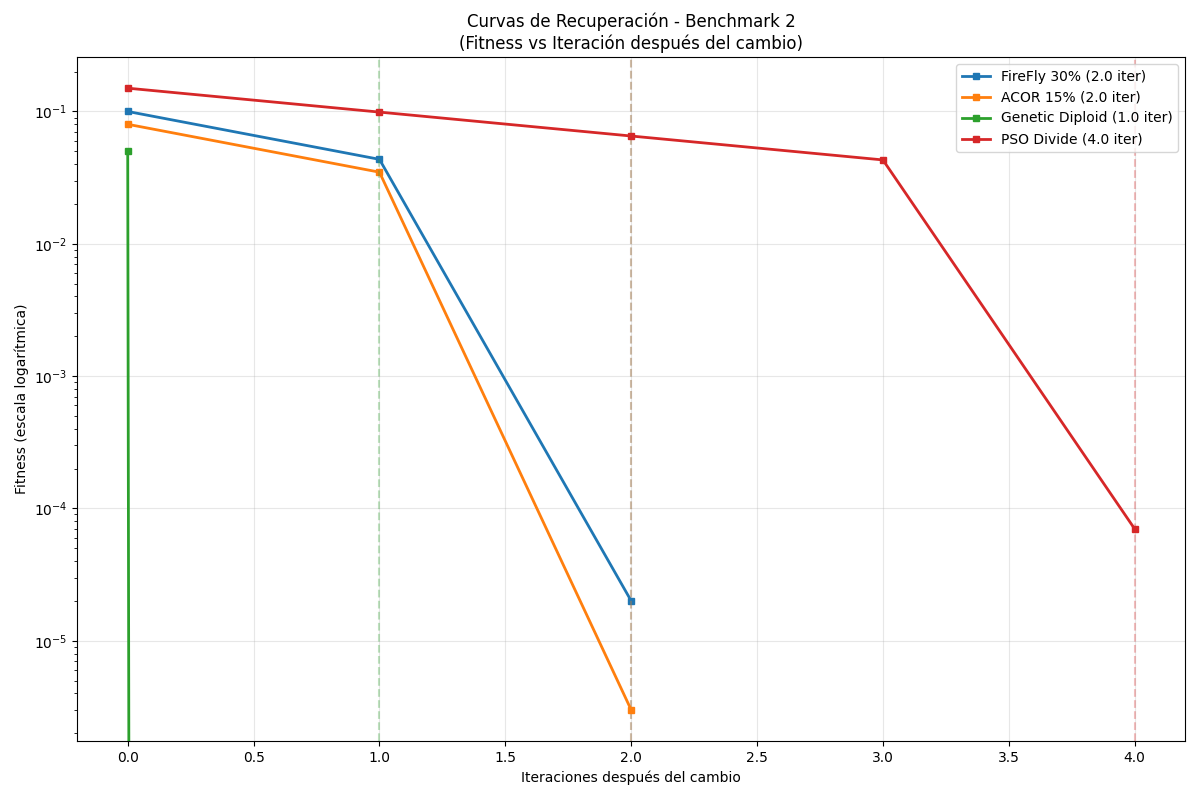 Curvas de Recuperación - Benchmark 2
(Fitness vs Iteración después del cambio)
FireFly 30% (2.0 iter)
ACOR 15% (2.0 iter)
Genetic Diploid (1.0 iter)
PSO Divide (4.0 iter)
Fitness (escala logarítmica)
10⁻¹
10⁻²
10⁻³
10⁻⁴
10⁻⁵
0.0 0.5 1.0 1.5 2.0 2.5 3.0 3.5 4.0
Iteraciones después del cambio